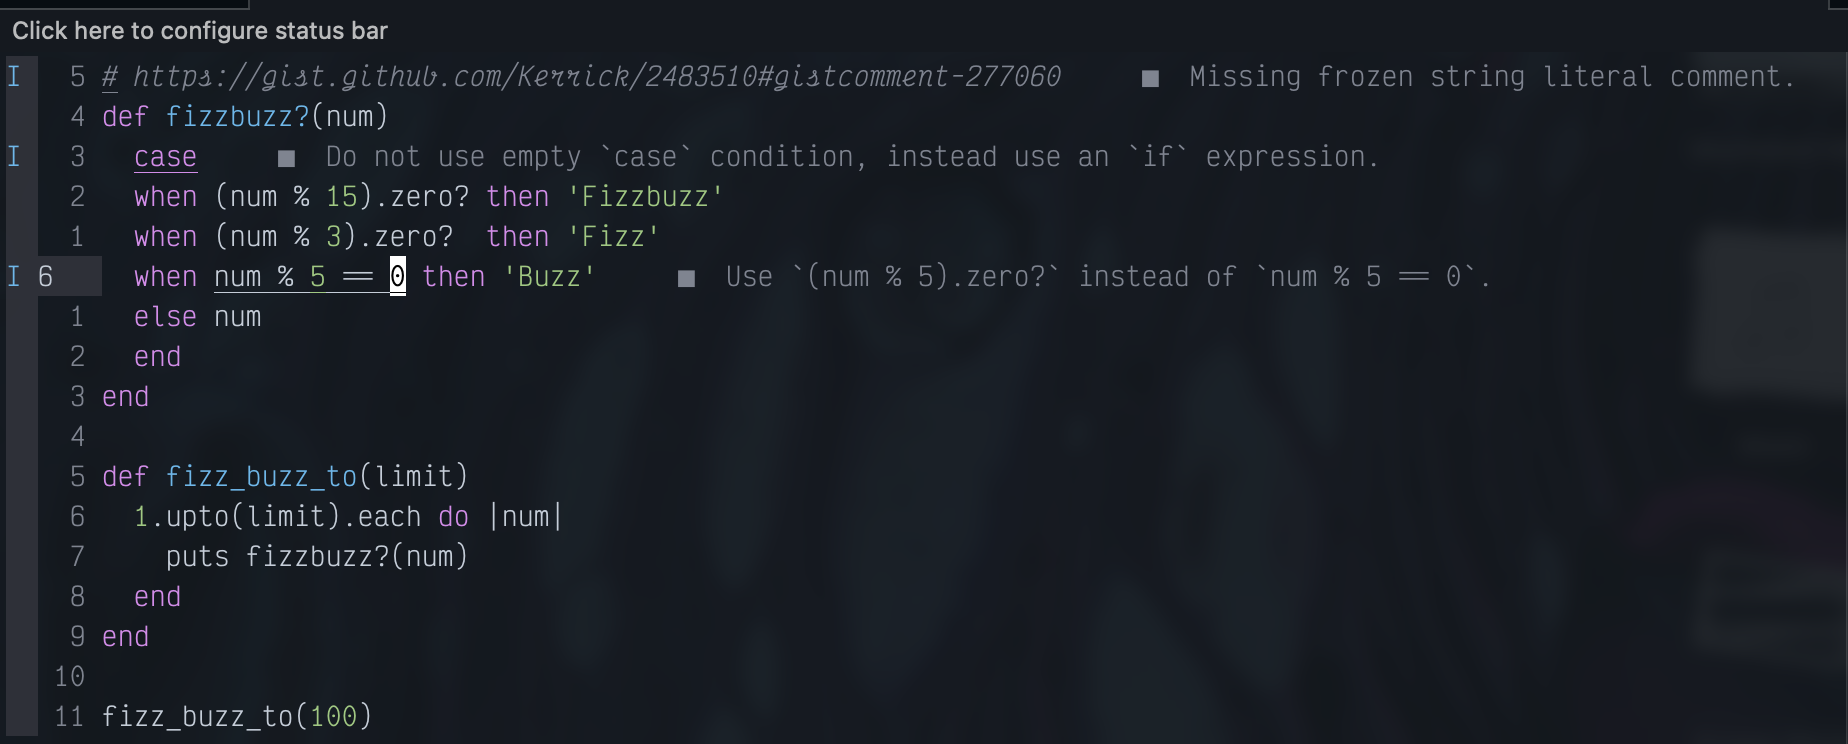 Click here to configure status bar
I 5 # https://gist.github.com/Kerrick/2483510#gistcomment-277060 ■ Missing frozen string literal comment.
4 def fizzbuzz?(num)
I 3 case ■ Do not use empty `case` condition, instead use an `if` expression.
2 when (num % 15).zero? then 'Fizzbuzz'
1 when (num % 3).zero?  then 'Fizz'
I 6 when num % 5 == 0 then 'Buzz' ■ Use `(num % 5).zero?` instead of `num % 5 == 0`.
1 else num
2 end
3 end
4
5 def fizz_buzz_to(limit)
6 1.upto(limit).each do |num|
7 puts fizzbuzz?(num)
8 end
9 end
10
11 fizz_buzz_to(100)